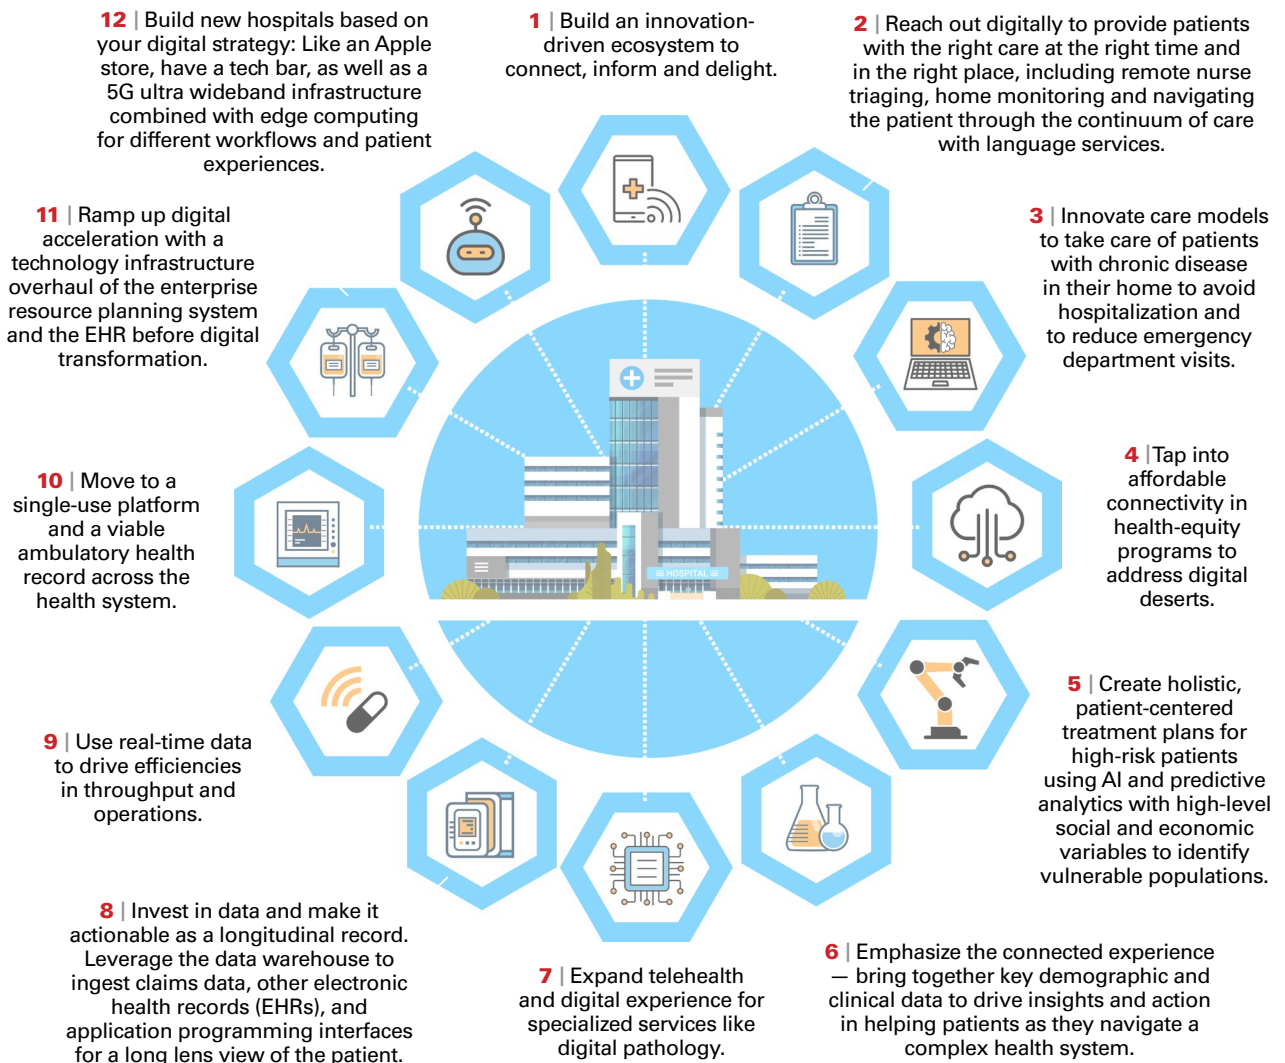 12 | Build new hospitals based on
your digital strategy: Like an Apple
store, have a tech bar, as well as a
5G ultra wideband infrastructure
combined with edge computing
for different workflows and patient
experiences.
1 | Build an innovation-
driven ecosystem to
connect, inform and delight.
2 | Reach out digitally to provide patients
with the right care at the right time and
in the right place, including remote nurse
triaging, home monitoring and navigating
the patient through the continuum of care
with language services.
3 | Innovate care models
to take care of patients
with chronic disease
in their home to avoid
hospitalization and
to reduce emergency
department visits.
4 | Tap into
affordable
connectivity in
health-equity
programs to
address digital
deserts.
5 | Create holistic,
patient-centered
treatment plans for
high-risk patients
using AI and predictive
analytics with high-level
social and economic
variables to identify
vulnerable populations.
6 | Emphasize the connected experience
— bring together key demographic and
clinical data to drive insights and action
in helping patients as they navigate a
complex health system.
7 | Expand telehealth
and digital experience for
specialized services like
digital pathology.
8 | Invest in data and make it
actionable as a longitudinal record.
Leverage the data warehouse to
ingest claims data, other electronic
health records (EHRs), and
application programming interfaces
for a long lens view of the patient.
9 | Use real-time data
to drive efficiencies
in throughput and
operations.
10 | Move to a
single-use platform
and a viable
ambulatory health
record across the
health system.
11 | Ramp up digital
acceleration with a
technology infrastructure
overhaul of the enterprise
resource planning system
and the EHR before digital
transformation.
HOSPITAL